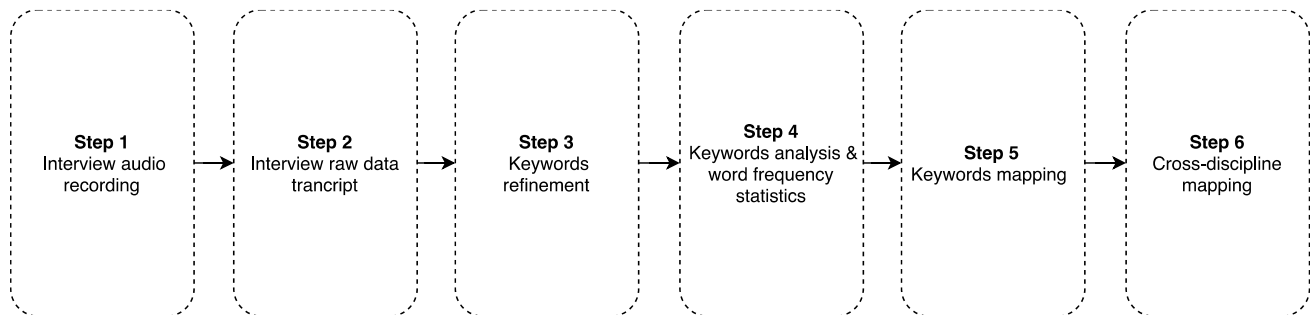 Step 1
Interview audio
recording
Step 2
Interview raw data
trancript
Step 3
Keywords
refinement
Step 4
Keywords analysis &
word frequency
statistics
Step 5
Keywords mapping
Step 6
Cross-discipline
mapping